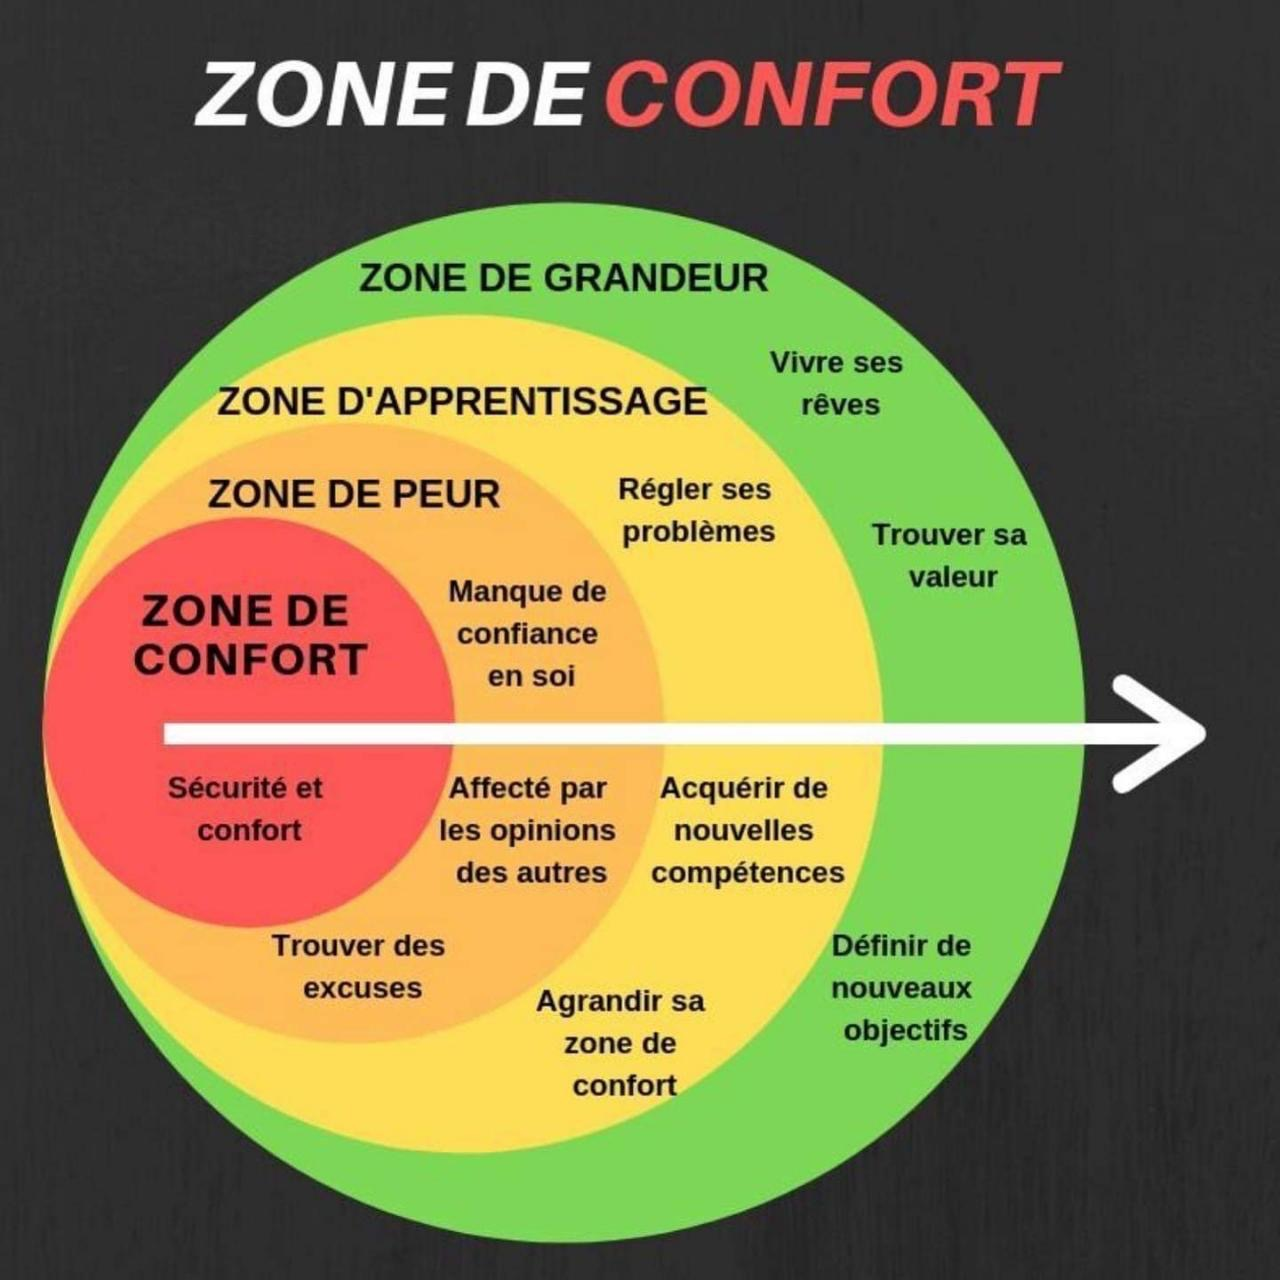 ZONE DE CONFORT
ZONE DE GRANDEUR
Vivre ses
rêves
ZONE D'APPRENTISSAGE
Régler ses
problèmes
Trouver sa
valeur
ZONE DE PEUR
Manque de
confiance
en soi
ZONE DE
CONFORT
Sécurité et
confort
Affecté par
les opinions
des autres
Acquérir de
nouvelles
compétences
Trouver des
excuses
Agrandir sa
zone de
confort
Définir de
nouveaux
objectifs